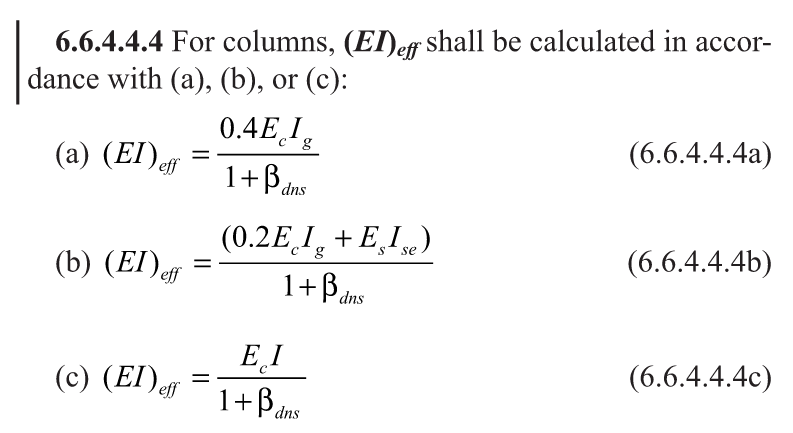 6.6.4.4.4 For columns, (EI)eff shall be calculated in accor-
dance with (a), (b), or (c):
(a) (EI)eff = 0.4EcIg / 1+βdns (6.6.4.4.4a)
(b) (EI)eff = (0.2EcIg + EsIse) / 1+βdns (6.6.4.4.4b)
(c) (EI)eff = EcI / 1+βdns (6.6.4.4.4c)